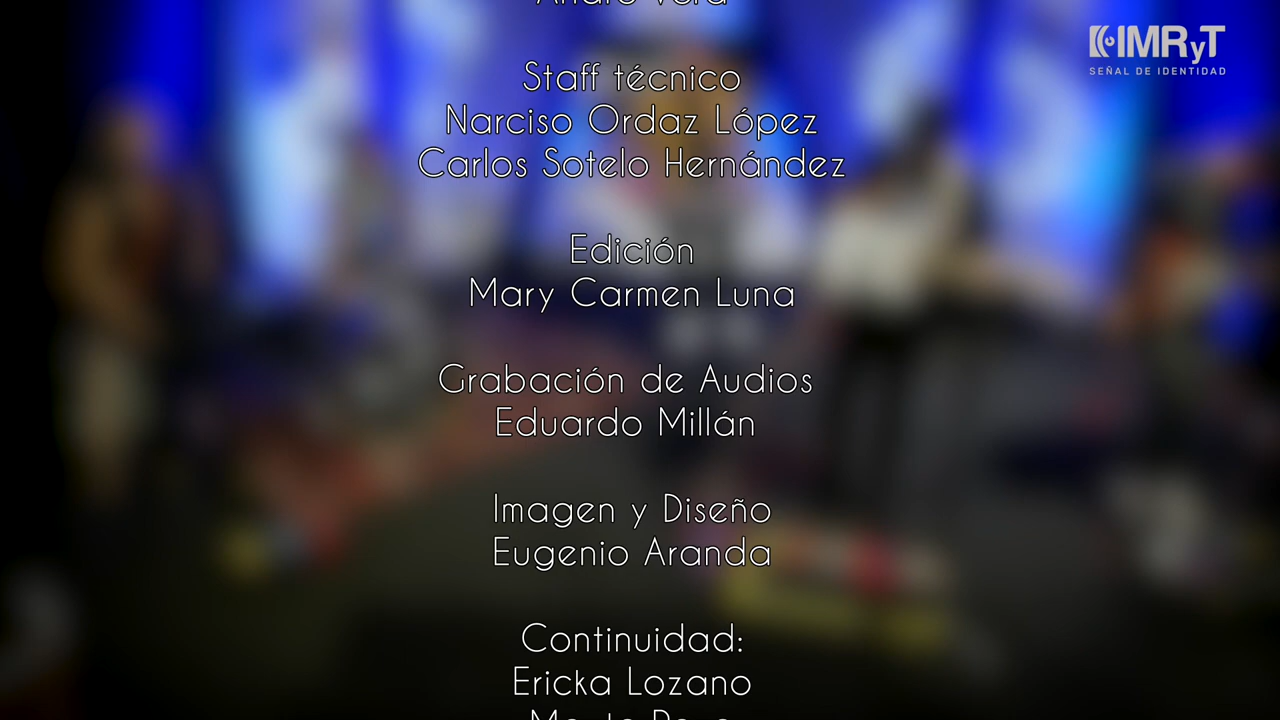 IMRyT
SEÑAL DE IDENTIDAD
Staff técnico
Narciso Ordaz López
Carlos Sotelo Hernández
Edición
Mary Carmen Luna
Grabación de Audios
Eduardo Millán
Imagen y Diseño
Eugenio Aranda
Continuidad:
Ericka Lozano